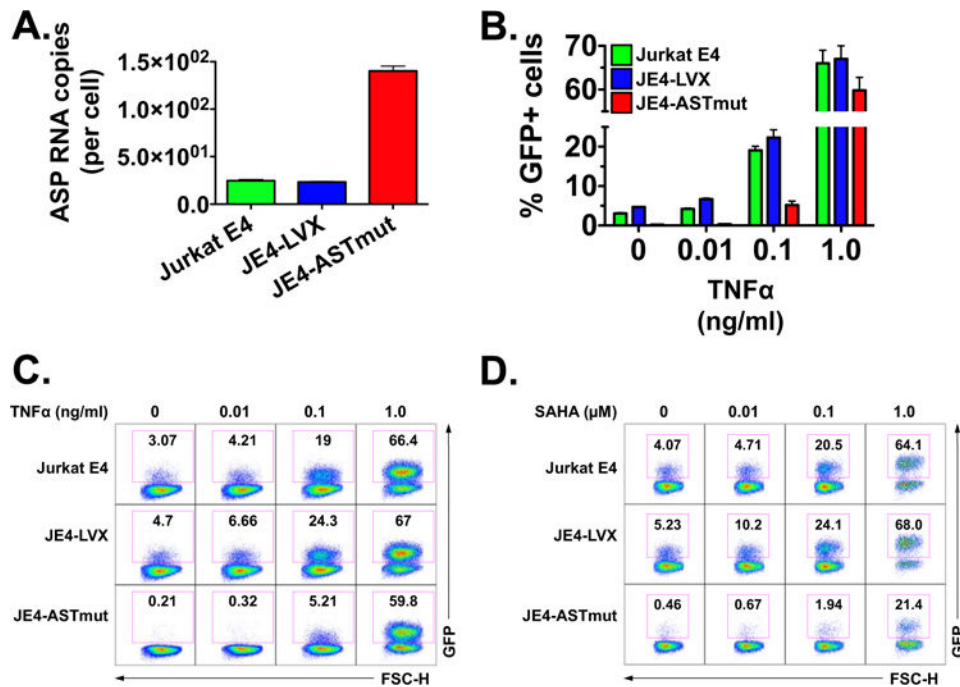 A.
ASP RNA copies
(per cell)
1.5×10⁰²
1.0×10⁰²
5.0×10⁰¹
0.0
Jurkat E4
JE4-LVX
JE4-ASTmut
B.
% GFP+ cells
70
60
20
10
0
Jurkat E4
JE4-LVX
JE4-ASTmut
0 0.01 0.1 1.0
TNFα
(ng/ml)
C.
TNFα (ng/ml) 0 0.01 0.1 1.0
Jurkat E4 3.07 4.21 19 66.4
JE4-LVX 4.7 6.66 24.3 67
JE4-ASTmut 0.21 0.32 5.21 59.8
GFP
FSC-H
D.
SAHA (μM) 0 0.01 0.1 1.0
Jurkat E4 4.07 4.71 20.5 64.1
JE4-LVX 5.23 10.2 24.1 68.0
JE4-ASTmut 0.46 0.67 1.94 21.4
GFP
FSC-H